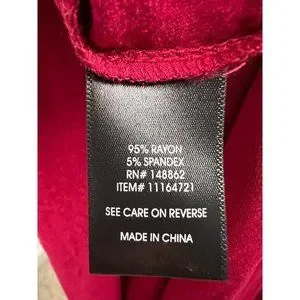 95% RAYON
5% SPANDEX
RN# 148862
ITEM# 11164721
SEE CARE ON REVERSE
MADE IN CHINA